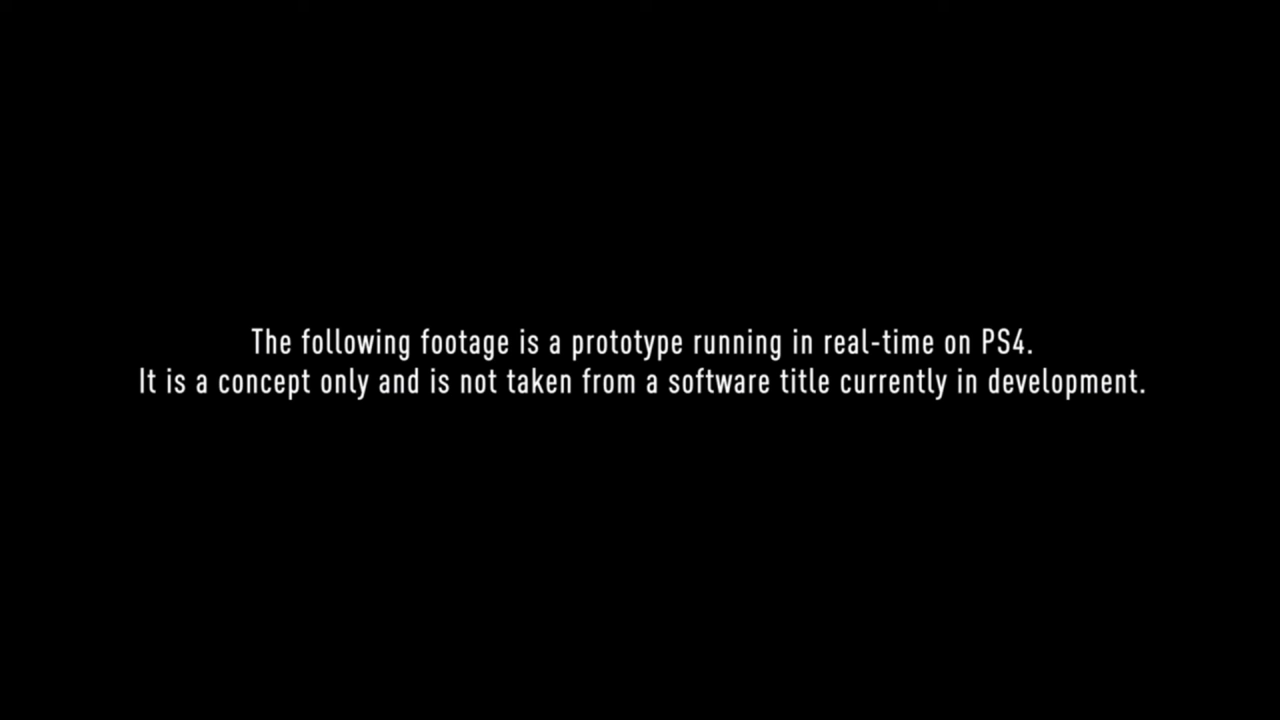 The following footage is a prototype running in real-time on PS4.
It is a concept only and is not taken from a software title currently in development.